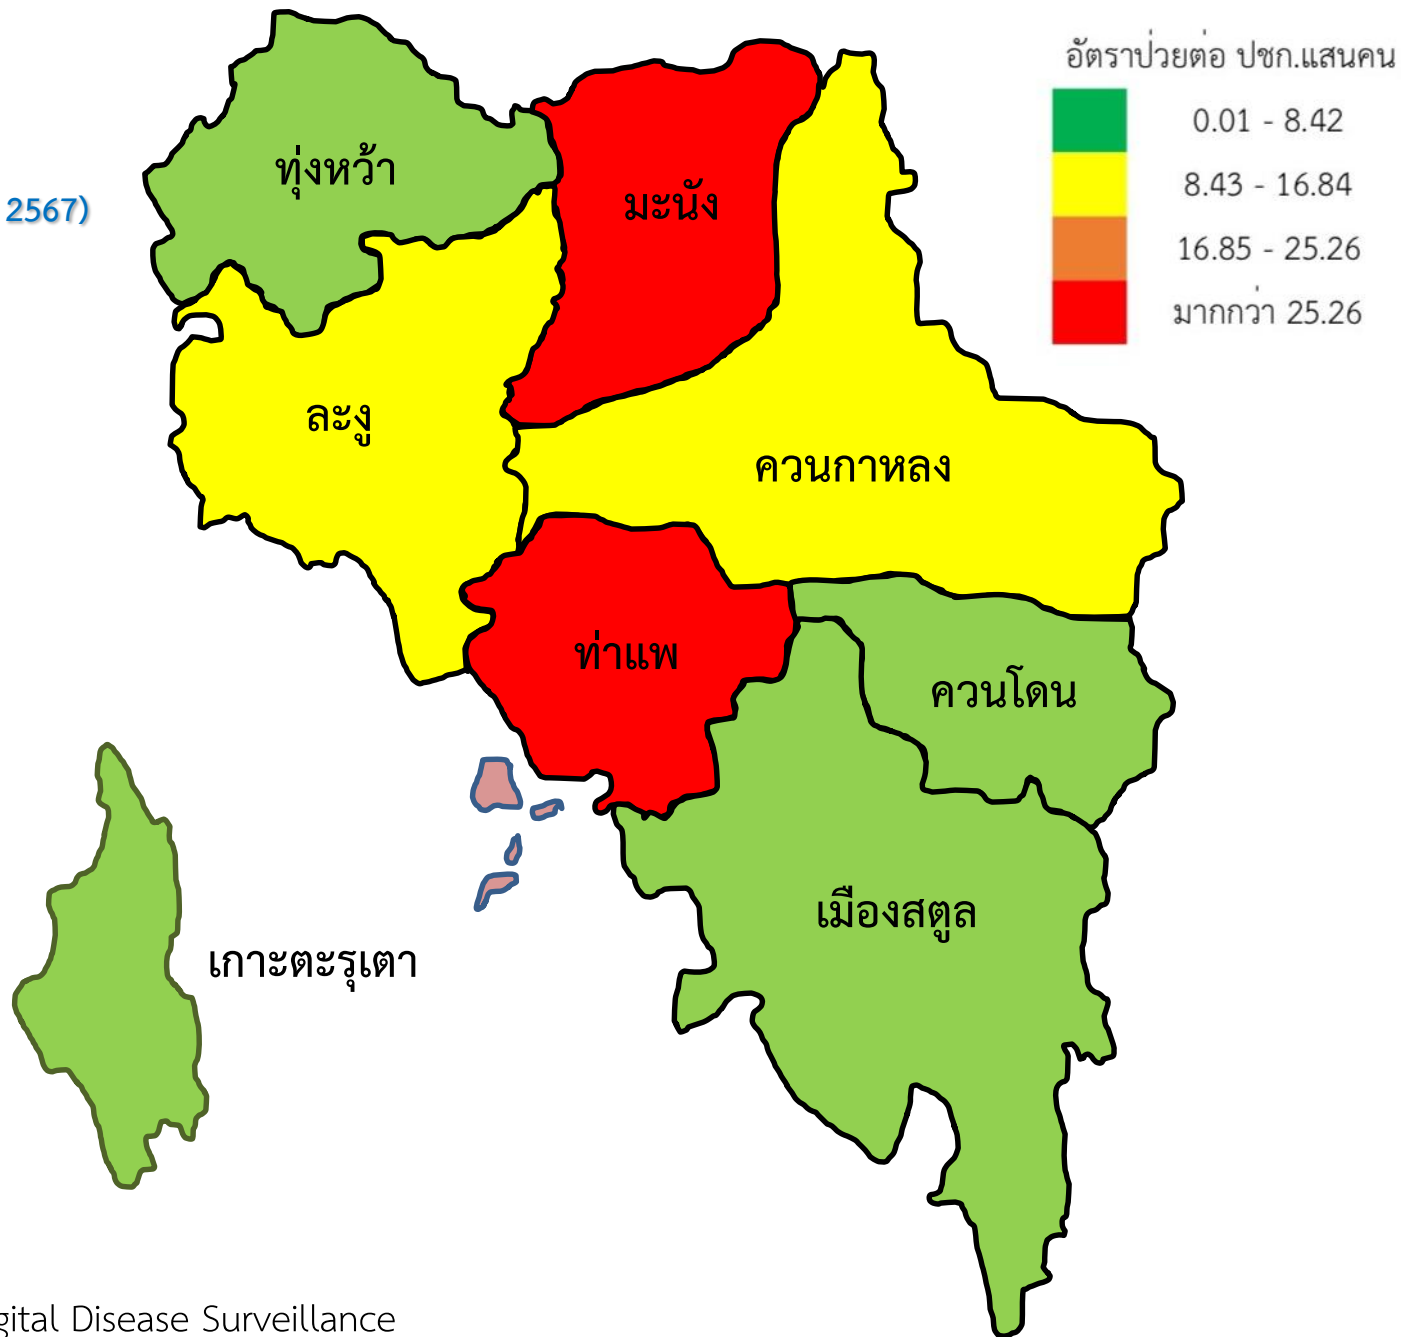 อัตราป่วยต่อ ปชก.แสนคน
0.01 - 8.42
8.43 - 16.84
16.85 - 25.26
มากกว่า 25.26
2567)
ทุ่งหว้า
มะนัง
ละงู
ควนกาหลง
ท่าแพ
ควนโดน
เมืองสตูล
เกาะตะรุเตา
gital Disease Surveillance